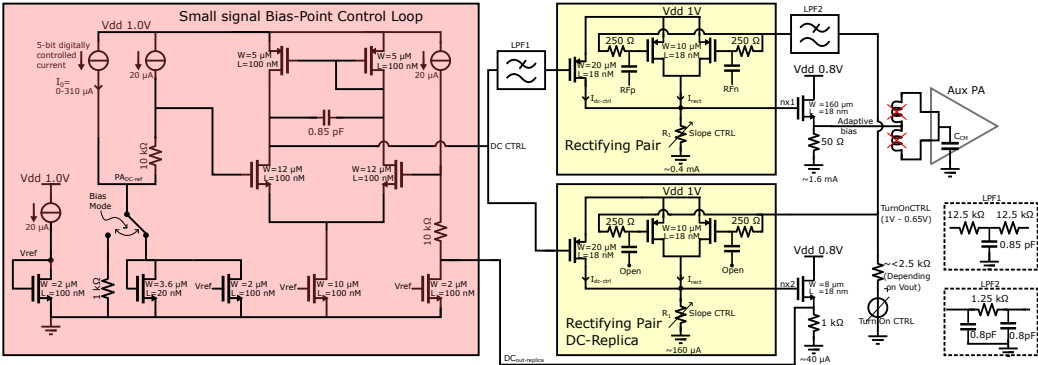 Small signal Bias-Point Control Loop
Vdd 1.0V
5-bit digitally
controlled
current
I₀=
0-310 µA
20 µA
W=5 µM
L=100 nM
W=5 µM
L=100 nM
20 µA
0.85 pF
10 kΩ
PA_DC-ref
Bias
Mode
W=12 µM
L=100 nM
W=12 µM
L=100 nM
10 kΩ
Vdd 1.0V
20 µA
Vref
W=2 µM
L=100 nM
1 kΩ
W=3.6 µM
L=20 nM
Vref
W=2 µM
L=100 nM
Vref
W=10 µM
L=100 nM
Vref
W=2 µM
L=100 nM
DC CTRL
DC_out-replica
LPF1
Vdd 1V
250 Ω
250 Ω
W=10 µM
L=18 nM
W=20 µM
L=18 nM
RFp
RFn
I_dc-ctrl
I_rect
R₁
Slope CTRL
Rectifying Pair
~0.4 mA
nx1
LPF2
Vdd 0.8V
W=160 µm
L=18 nm
Adaptive
bias
50 Ω
~1.6 mA
Aux PA
C_CM
Vdd 1V
250 Ω
250 Ω
W=10 µM
L=18 nM
W=20 µM
L=18 nM
Open
Open
I_dc-ctrl
I_rect
R₁
Slope CTRL
Rectifying Pair
DC-Replica
~160 µA
nx2
Vdd 0.8V
W=8 µm
L=18 nm
1 kΩ
~40 µA
TurnOnCTRL
(1V - 0.65V)
~<2.5 kΩ
(Depending
on Vout)
Turn On CTRL
LPF1
12.5 kΩ
12.5 kΩ
0.85 pF
LPF2
1.25 kΩ
0.8pF
0.8pF